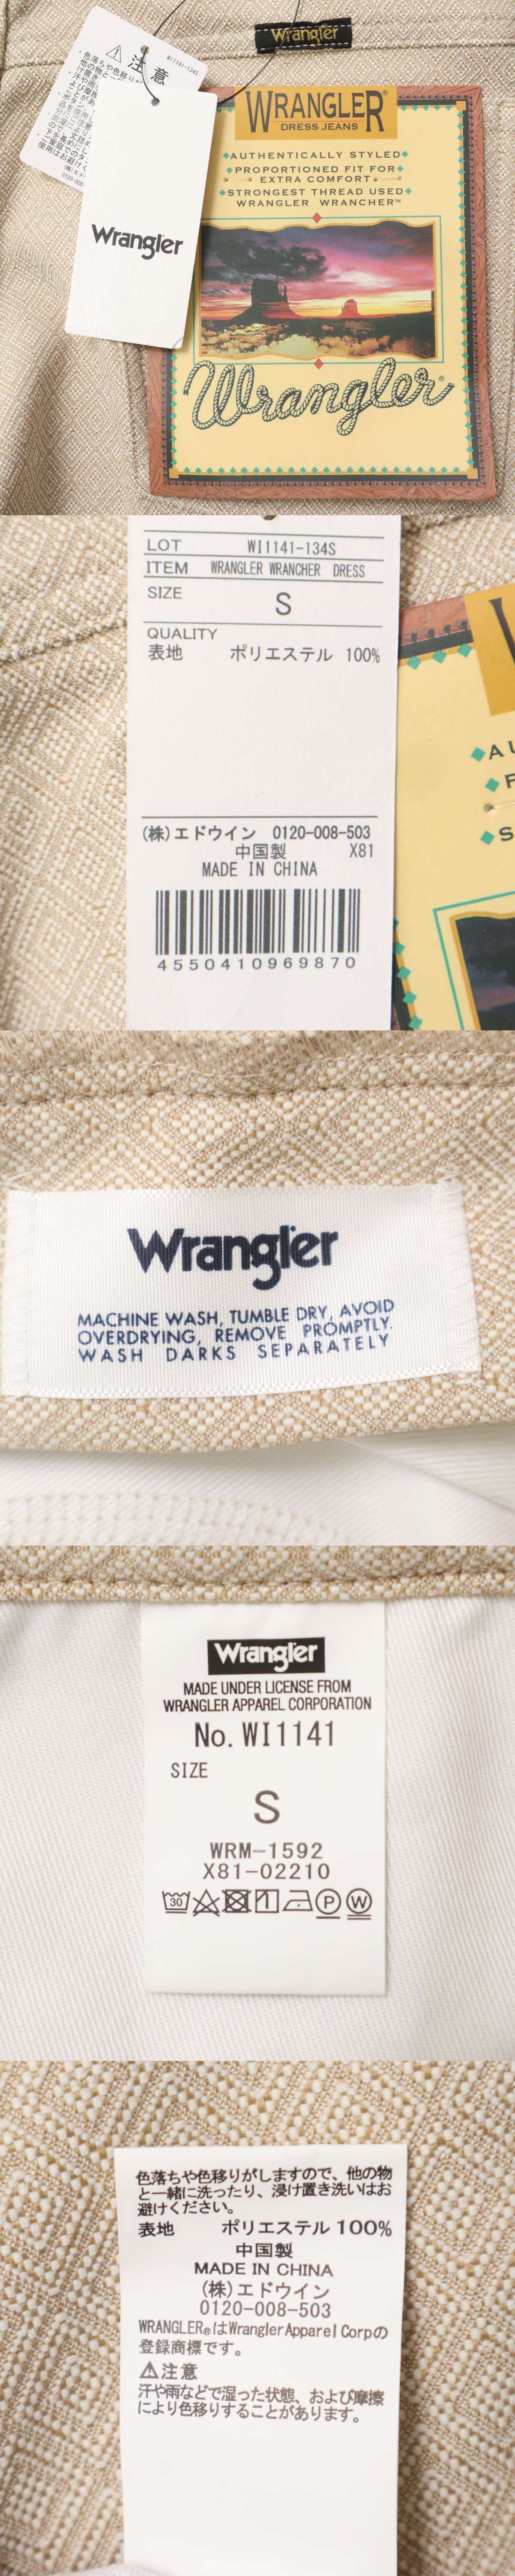 Wrangler
WI1141-134S
注意
Wrangler
WRANGLER®
DRESS JEANS
AUTHENTICALLY STYLED
PROPORTIONED FIT FOR
EXTRA COMFORT
STRONGEST THREAD USED
WRANGLER WRANCHER™
Wrangler®
LOT WI1141-134S
ITEM WRANGLER WRANCHER DRESS
SIZE S
QUALITY
表地 ポリエステル 100%
(株)エドウイン 0120-008-503
中国製 X81
MADE IN CHINA
4550410969870
Wrangler
MACHINE WASH, TUMBLE DRY, AVOID
OVERDRYING, REMOVE PROMPTLY.
WASH DARKS SEPARATELY
Wrangler
MADE UNDER LICENSE FROM
WRANGLER APPAREL CORPORATION
No. WI1141
SIZE
S
WRM-1592
X81-02210
30 P W
色落ちや色移りがしますので、他の物
と一緒に洗ったり、浸け置き洗いはお
避けください。
表地 ポリエステル 100%
中国製
MADE IN CHINA
(株)エドウイン
0120-008-503
WRANGLER®はWrangler Apparel Corpの
登録商標です。
⚠注意
汗や雨などで湿った状態、および摩擦
により色移りすることがあります。